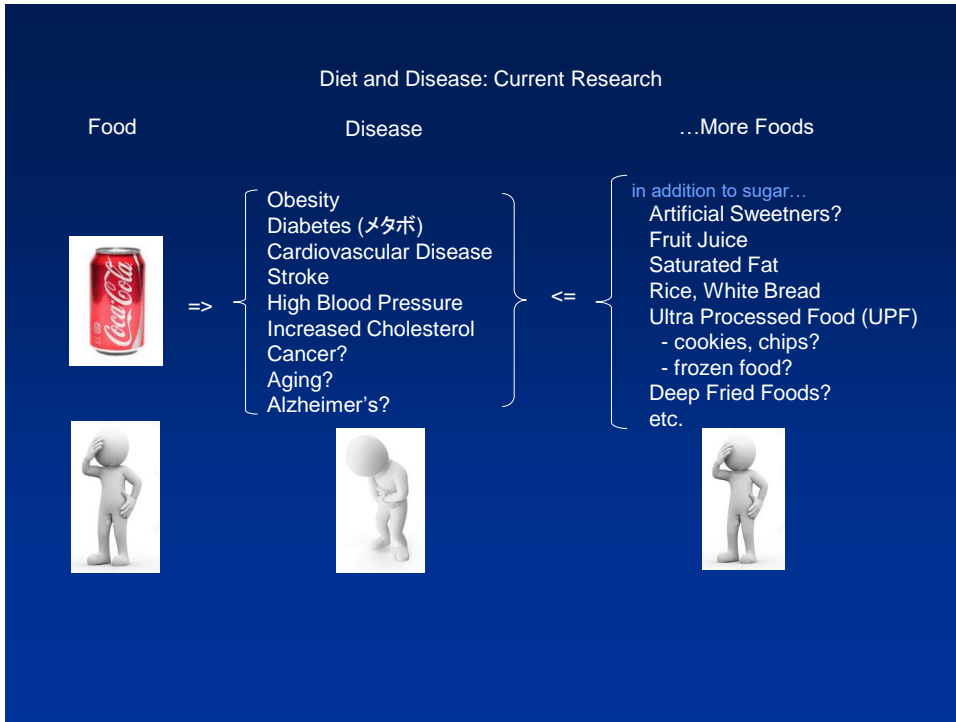 Diet and Disease: Current Research
Food
Disease
…More Foods
Coca-Cola
=>
Obesity
Diabetes (メタボ)
Cardiovascular Disease
Stroke
High Blood Pressure
Increased Cholesterol
Cancer?
Aging?
Alzheimer's?
<=
in addition to sugar…
Artificial Sweetners?
Fruit Juice
Saturated Fat
Rice, White Bread
Ultra Processed Food (UPF)
- cookies, chips?
- frozen food?
Deep Fried Foods?
etc.